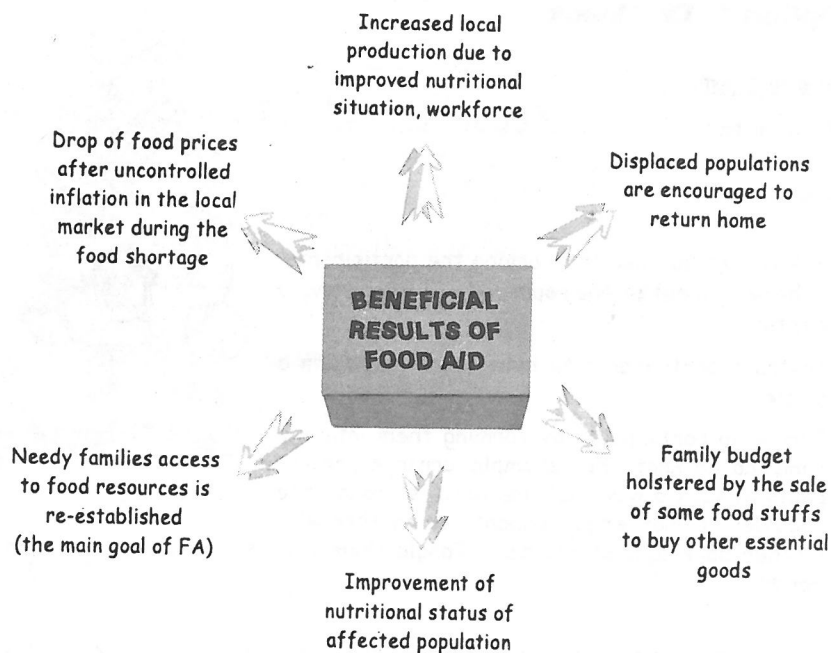 Increased local
production due to
improved nutritional
situation, workforce
Drop of food prices
after uncontrolled
inflation in the local
market during the
food shortage
Displaced populations
are encouraged to
return home
BENEFICIAL
RESULTS OF
FOOD AID
Needy families access
to food resources is
re-established
(the main goal of FA)
Family budget
holstered by the sale
of some food stuffs
to buy other essential
goods
Improvement of
nutritional status of
affected population